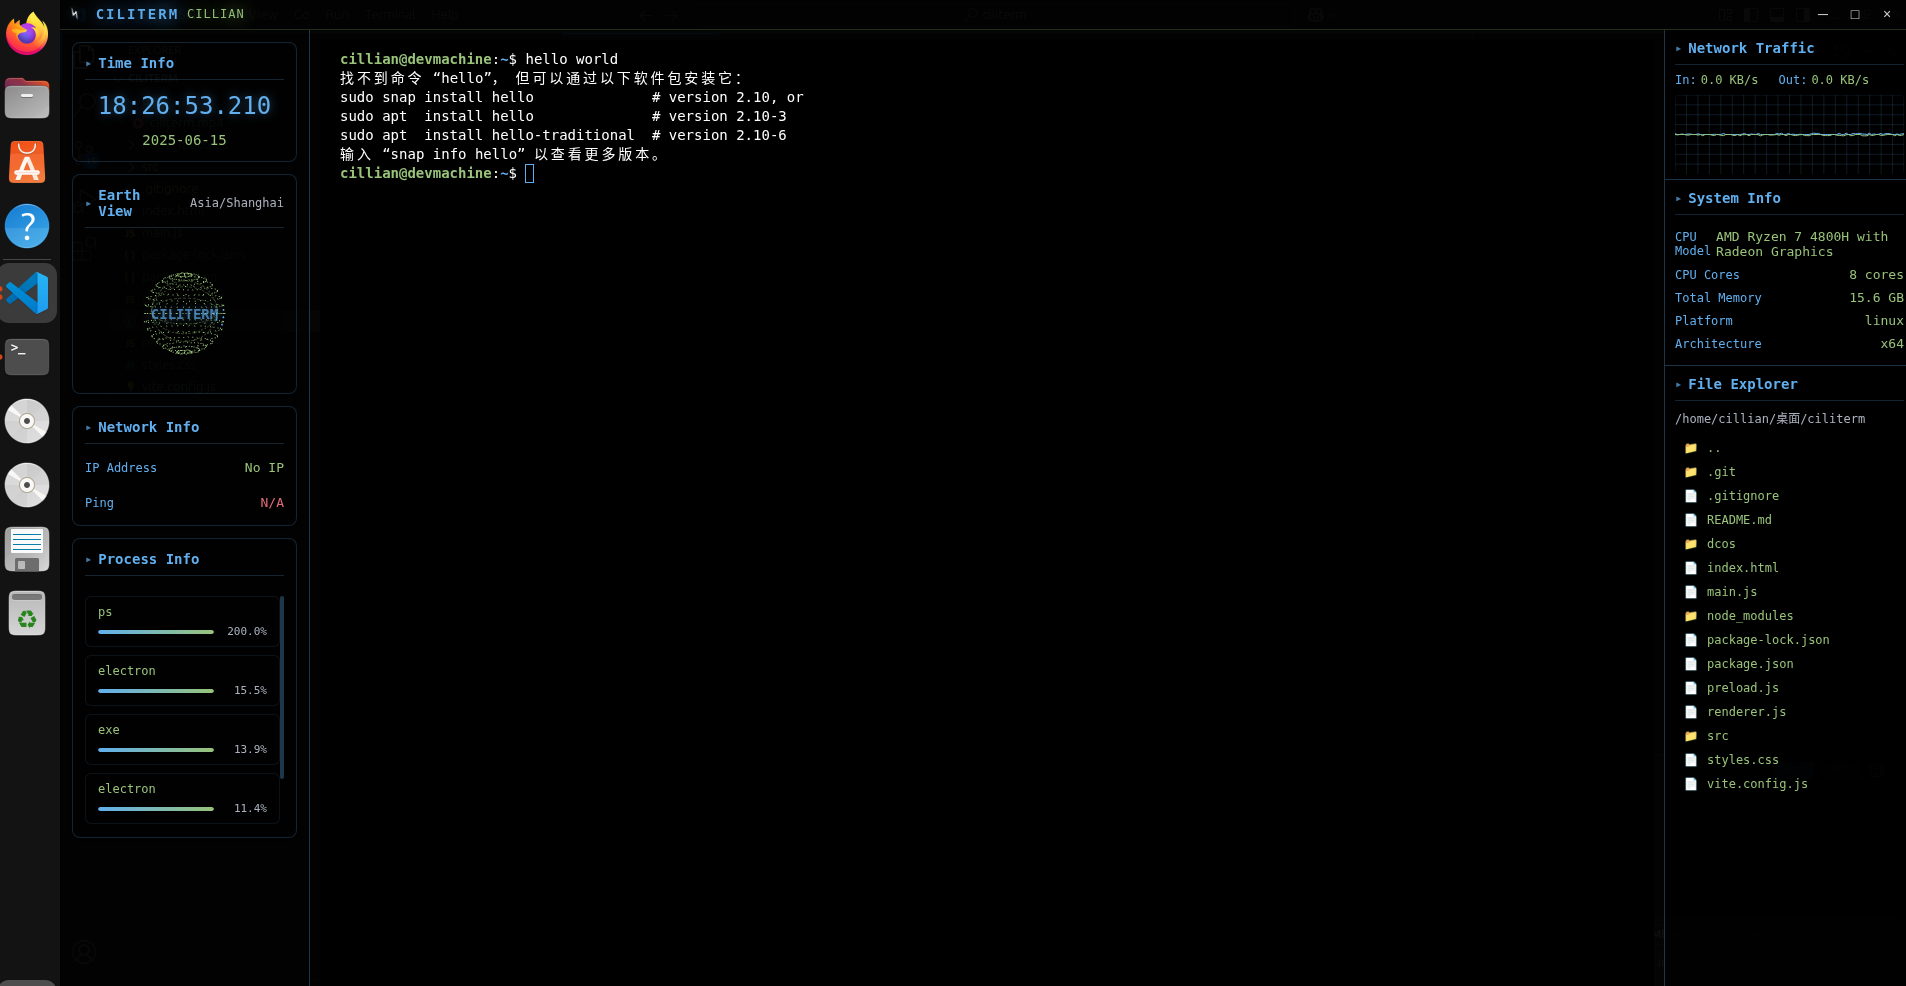 CILITERM CILLIAN
Time Info
18:26:53.210
2025-06-15
Earth View
Asia/Shanghai
CILITERM
Network Info
IP Address No IP
Ping N/A
Process Info
ps
200.0%
electron
15.5%
exe
13.9%
electron
11.4%
cillian@devmachine:~$ hello world
找不到命令 “hello”， 但可以通过以下软件包安装它：
sudo snap install hello # version 2.10, or
sudo apt install hello # version 2.10-3
sudo apt install hello-traditional # version 2.10-6
输入 “snap info hello” 以查看更多版本。
cillian@devmachine:~$
Network Traffic
In: 0.0 KB/s Out: 0.0 KB/s
System Info
CPU Model AMD Ryzen 7 4800H with
Radeon Graphics
CPU Cores 8 cores
Total Memory 15.6 GB
Platform linux
Architecture x64
File Explorer
/home/cillian/桌面/ciliterm
..
.git
.gitignore
README.md
dcos
index.html
main.js
node_modules
package-lock.json
package.json
preload.js
renderer.js
src
styles.css
vite.config.js